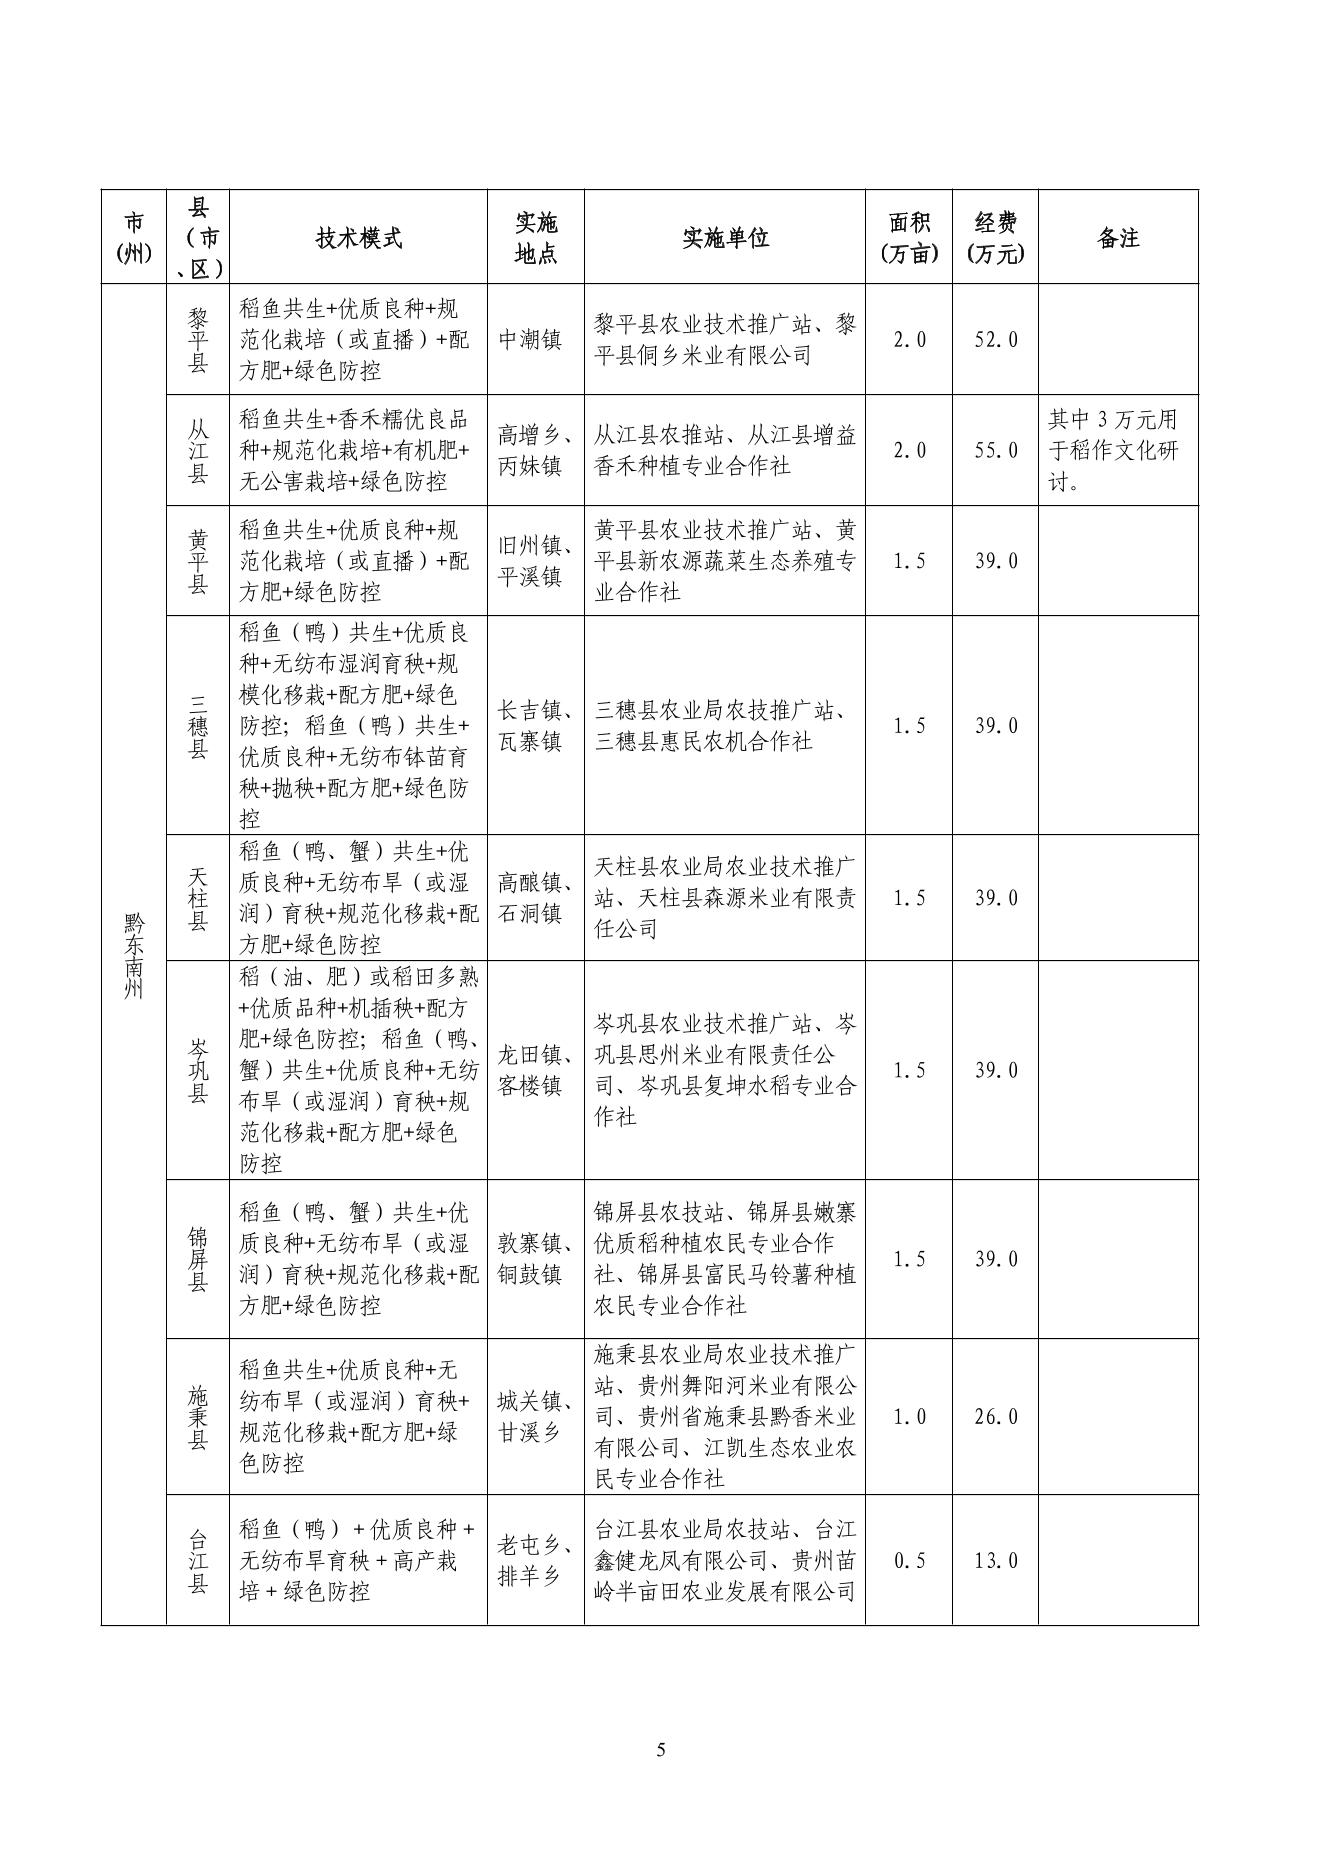 市
(州)
县
(市
、区)
技术模式
实施
地点
实施单位
面积
(万亩)
经费
(万元)
备注
黔东南州
黎平县
稻鱼共生+优质良种+规
范化栽培（或直播）+配
方肥+绿色防控
中潮镇
黎平县农业技术推广站、黎
平县侗乡米业有限公司
2.0
52.0
从江县
稻鱼共生+香禾糯优良品
种+规范化栽培+有机肥+
无公害栽培+绿色防控
高增乡、
丙妹镇
从江县农推站、从江县增益
香禾种植专业合作社
2.0
55.0
其中 3 万元用
于稻作文化研
讨。
黄平县
稻鱼共生+优质良种+规
范化栽培（或直播）+配
方肥+绿色防控
旧州镇、
平溪镇
黄平县农业技术推广站、黄
平县新农源蔬菜生态养殖专
业合作社
1.5
39.0
三穗县
稻鱼（鸭）共生+优质良
种+无纺布湿润育秧+规
模化移栽+配方肥+绿色
防控；稻鱼（鸭）共生+
优质良种+无纺布钵苗育
秧+抛秧+配方肥+绿色防
控
长吉镇、
瓦寨镇
三穗县农业局农技推广站、
三穗县惠民农机合作社
1.5
39.0
天柱县
稻鱼（鸭、蟹）共生+优
质良种+无纺布旱（或湿
润）育秧+规范化移栽+配
方肥+绿色防控
高酿镇、
石洞镇
天柱县农业局农业技术推广
站、天柱县森源米业有限责
任公司
1.5
39.0
岑巩县
稻（油、肥）或稻田多熟
+优质品种+机插秧+配方
肥+绿色防控；稻鱼（鸭、
蟹）共生+优质良种+无纺
布旱（或湿润）育秧+规
范化移栽+配方肥+绿色
防控
龙田镇、
客楼镇
岑巩县农业技术推广站、岑
巩县思州米业有限责任公
司、岑巩县复坤水稻专业合
作社
1.5
39.0
锦屏县
稻鱼（鸭、蟹）共生+优
质良种+无纺布旱（或湿
润）育秧+规范化移栽+配
方肥+绿色防控
敦寨镇、
铜鼓镇
锦屏县农技站、锦屏县嫩寨
优质稻种植农民专业合作
社、锦屏县富民马铃薯种植
农民专业合作社
1.5
39.0
施秉县
稻鱼共生+优质良种+无
纺布旱（或湿润）育秧+
规范化移栽+配方肥+绿
色防控
城关镇、
甘溪乡
施秉县农业局农业技术推广
站、贵州舞阳河米业有限公
司、贵州省施秉县黔香米业
有限公司、江凯生态农业农
民专业合作社
1.0
26.0
台江县
稻鱼（鸭）+优质良种+
无纺布旱育秧+高产栽
培+绿色防控
老屯乡、
排羊乡
台江县农业局农技站、台江
鑫健龙凤有限公司、贵州苗
岭半亩田农业发展有限公司
0.5
13.0
5